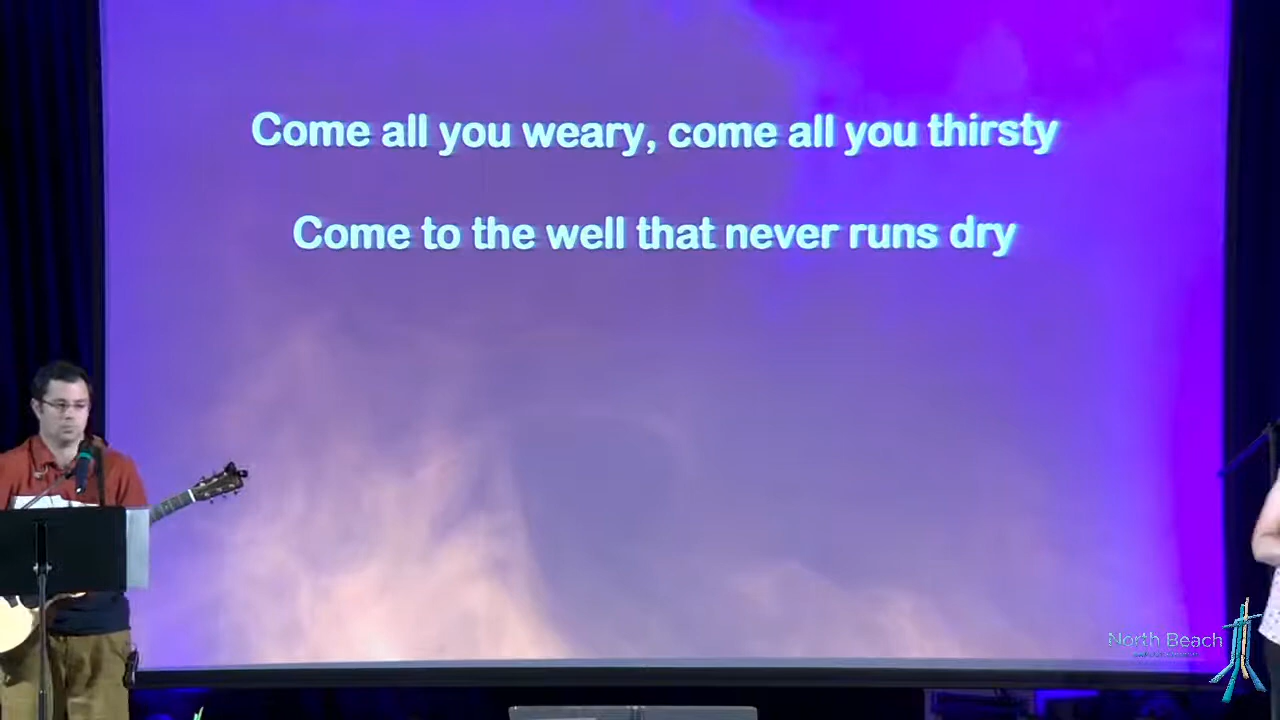 Come all you weary, come all you thirsty
Come to the well that never runs dry
North Beach